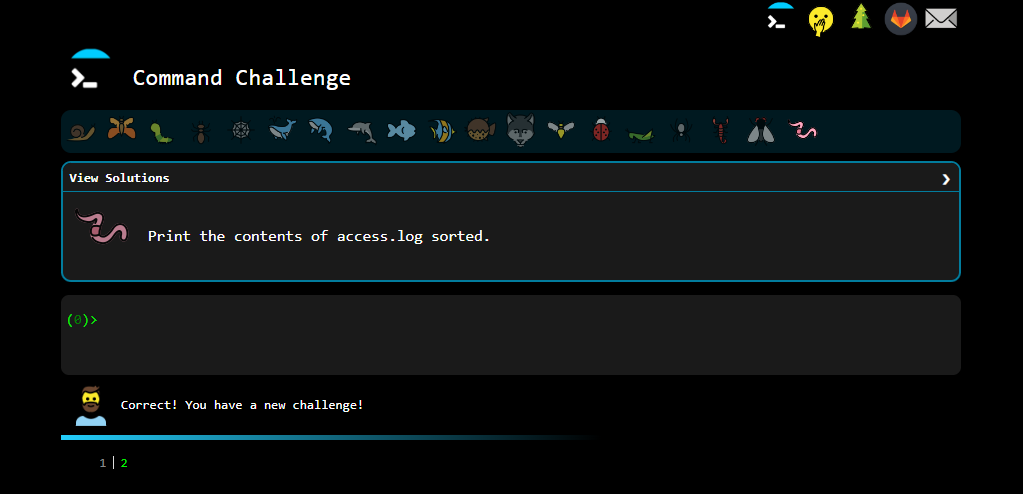 Command Challenge
View Solutions
Print the contents of access.log sorted.
(0)>
Correct! You have a new challenge!
1 | 2